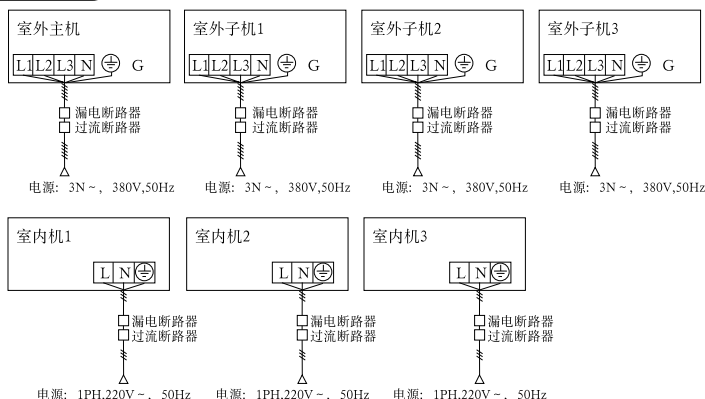 室外主机
L1 L2 L3 N G
漏电断路器
过流断路器
电源: 3N~, 380V,50Hz
室外子机1
L1 L2 L3 N G
漏电断路器
过流断路器
电源: 3N~, 380V,50Hz
室外子机2
L1 L2 L3 N G
漏电断路器
过流断路器
电源: 3N~, 380V,50Hz
室外子机3
L1 L2 L3 N G
漏电断路器
过流断路器
电源: 3N~, 380V,50Hz
室内机1
L N
漏电断路器
过流断路器
电源: 1PH,220V~, 50Hz
室内机2
L N
漏电断路器
过流断路器
电源: 1PH,220V~, 50Hz
室内机3
L N
漏电断路器
过流断路器
电源: 1PH,220V~, 50Hz